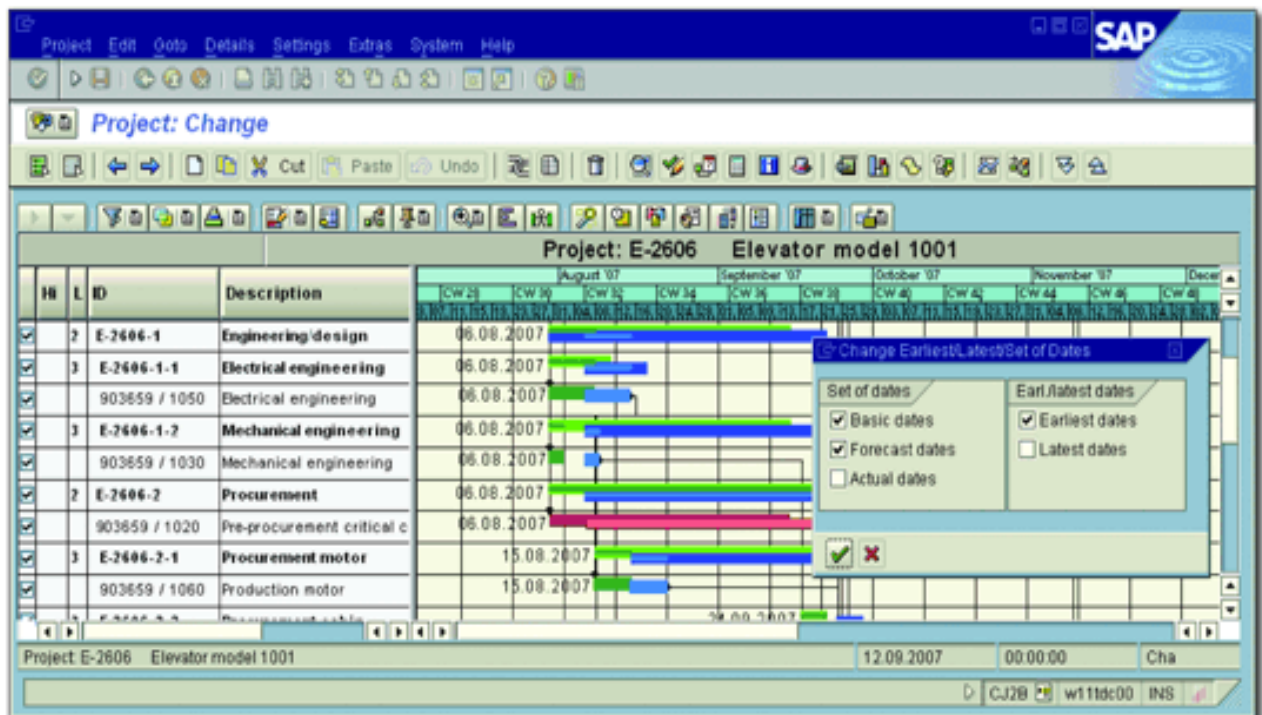 Project Edit Goto Details Settings Extras System Help
SAP
Project: Change
Cut Paste Undo
Project: E-2606 Elevator model 1001
Hi L ID Description
August '07 September '07 October '07 November '07 Decer
CW 28 CW 30 CW 32 CW 34 CW 36 CW 38 CW 40 CW 42 CW 44 CW 46 CW 48
2 E-2606-1 Engineering/design 06.08.2007
3 E-2606-1-1 Electrical engineering 06.08.2007
903659 / 1050 Electrical engineering 06.08.2007
3 E-2606-1-2 Mechanical engineering 06.08.2007
903659 / 1030 Mechanical engineering 06.08.2007
2 E-2606-2 Procurement 06.08.2007
903659 / 1020 Pre-procurement critical c 06.08.2007
3 E-2606-2-1 Procurement motor 15.08.2007
903659 / 1060 Production motor 15.08.2007
24.09.2007
Change Earliest/Latest/Set of Dates
Set of dates Earl./latest dates
Basic dates Earliest dates
Forecast dates Latest dates
Actual dates
Project E-2606 Elevator model 1001 12.09.2007 00:00:00 Cha
CJ2B w11tdc00 INS